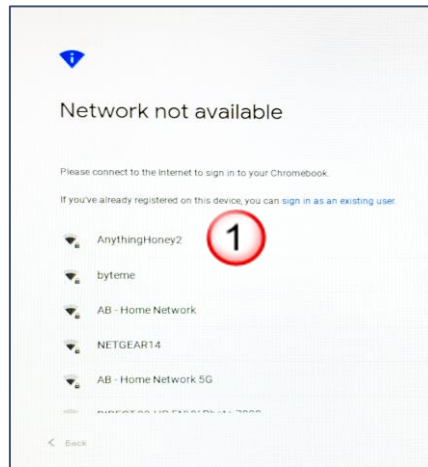 Network not available
Please connect to the Internet to sign in to your Chromebook.
If you've already registered on this device, you can sign in as an existing user.
AnythingHoney2
1
byteme
AB - Home Network
NETGEAR14
AB - Home Network 5G
Back